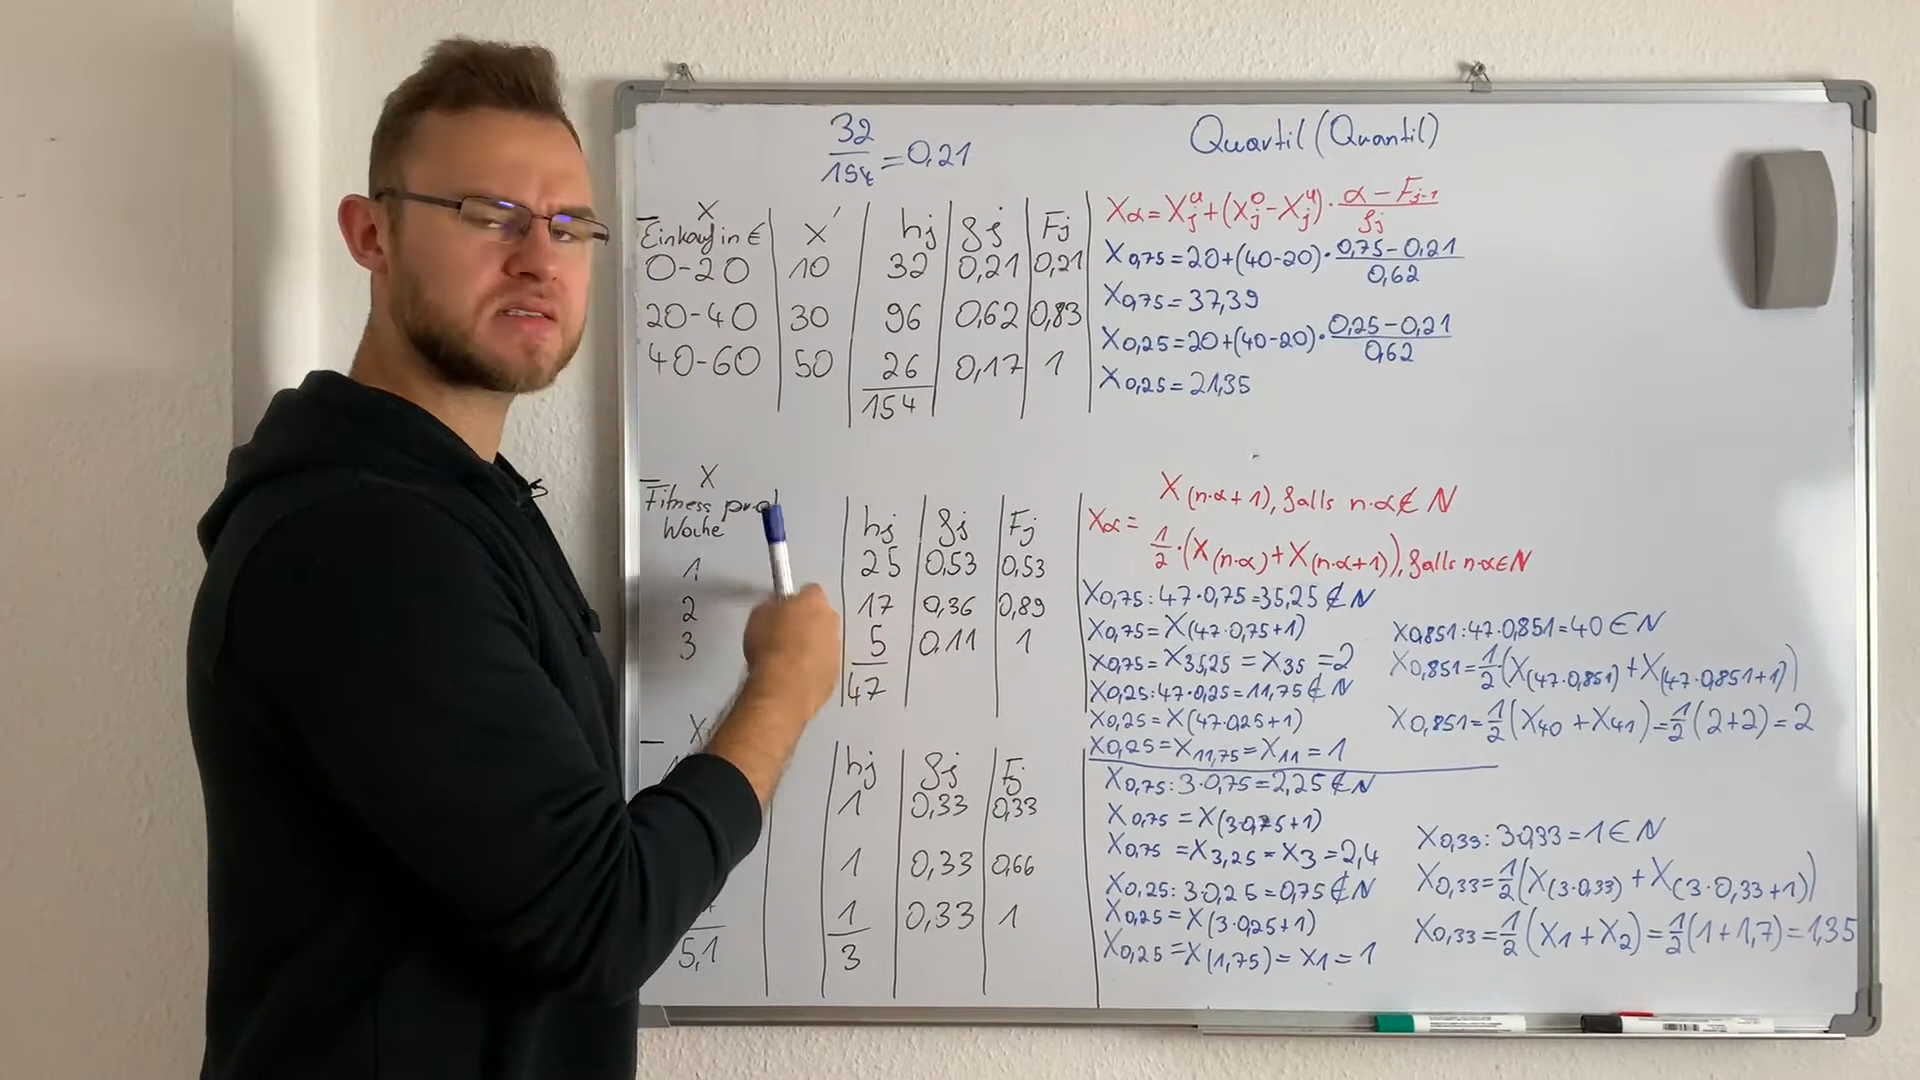 32
154 = 0,21
Quartil (Quantil)
X
Einkauf in € X' hj fj Fj
0-20 10 32 0,21 0,21
20-40 30 96 0,62 0,83
40-60 50 26 0,17 1
154
Xα = Xjᵘ + (Xjᵒ - Xjᵘ) · α - Fj-1
fj
X0,75 = 20+(40-20) · 0,75 - 0,21
0,62
X0,75 = 37,39
X0,25 = 20+(40-20) · 0,25 - 0,21
0,62
X0,25 = 21,35
X
Fitness pro
Woche hj fj Fj
1 25 0,53 0,53
2 17 0,36 0,89
3 5 0,11 1
47
X(n·α+1), falls n·α ∉ N
Xα =
1/2 · (X(n·α) + X(n·α+1)), falls n·α ∈ N
X0,75 : 47·0,75 = 35,25 ∉ N
X0,75 = X(47·0,75+1)
X0,75 = X35,25 = X35 = 2
X0,25 : 47·0,25 = 11,75 ∉ N
X0,25 = X(47·0,25+1)
X0,25 = X11,75 = X11 = 1
X0,851 : 47·0,851 = 40 ∈ N
X0,851 = 1/2 (X(47·0,851) + X(47·0,851+1))
X0,851 = 1/2 (X40 + X41) = 1/2 (2+2) = 2
X
hj fj Fj
1 0,33 0,33
1 0,33 0,66
1 0,33 1
5,1 3
X0,75 : 3·0,75 = 2,25 ∉ N
X0,75 = X(3·0,75+1)
X0,75 = X3,25 = X3 = 2,4
X0,25 : 3·0,25 = 0,75 ∉ N
X0,25 = X(3·0,25+1)
X0,25 = X(1,75) = X1 = 1
X0,33 : 3·0,33 = 1 ∈ N
X0,33 = 1/2 (X(3·0,33) + X(3·0,33+1))
X0,33 = 1/2 (X1 + X2) = 1/2 (1+1,7) = 1,35